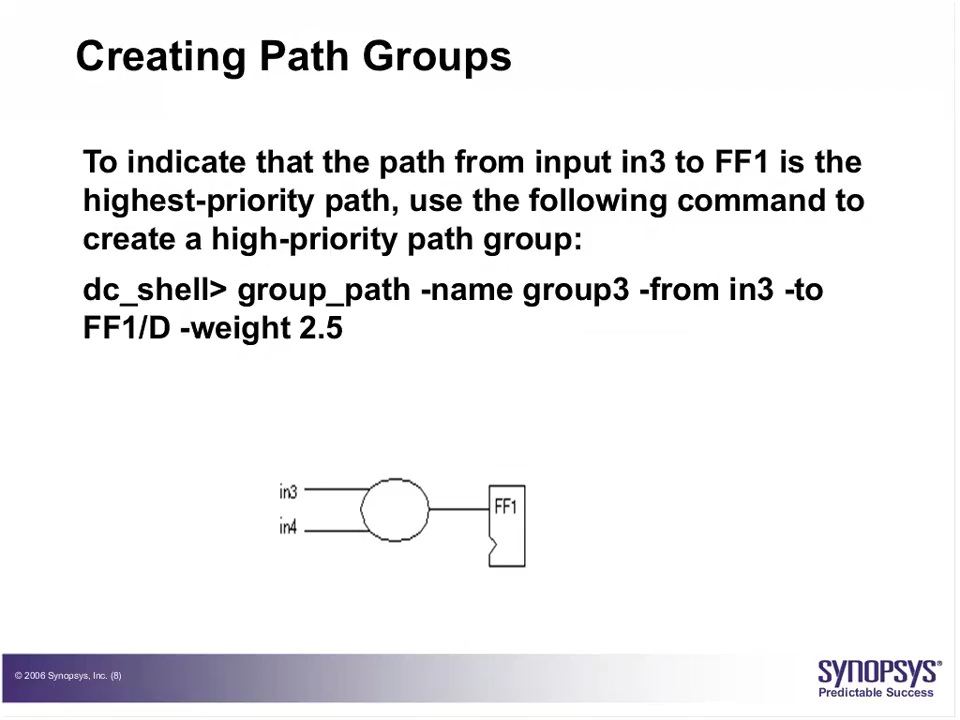 Creating Path Groups
To indicate that the path from input in3 to FF1 is the
highest-priority path, use the following command to
create a high-priority path group:
dc_shell> group_path -name group3 -from in3 -to
FF1/D -weight 2.5
in3
in4
FF1
© 2006 Synopsys, Inc. (8)
SYNOPSYS®
Predictable Success